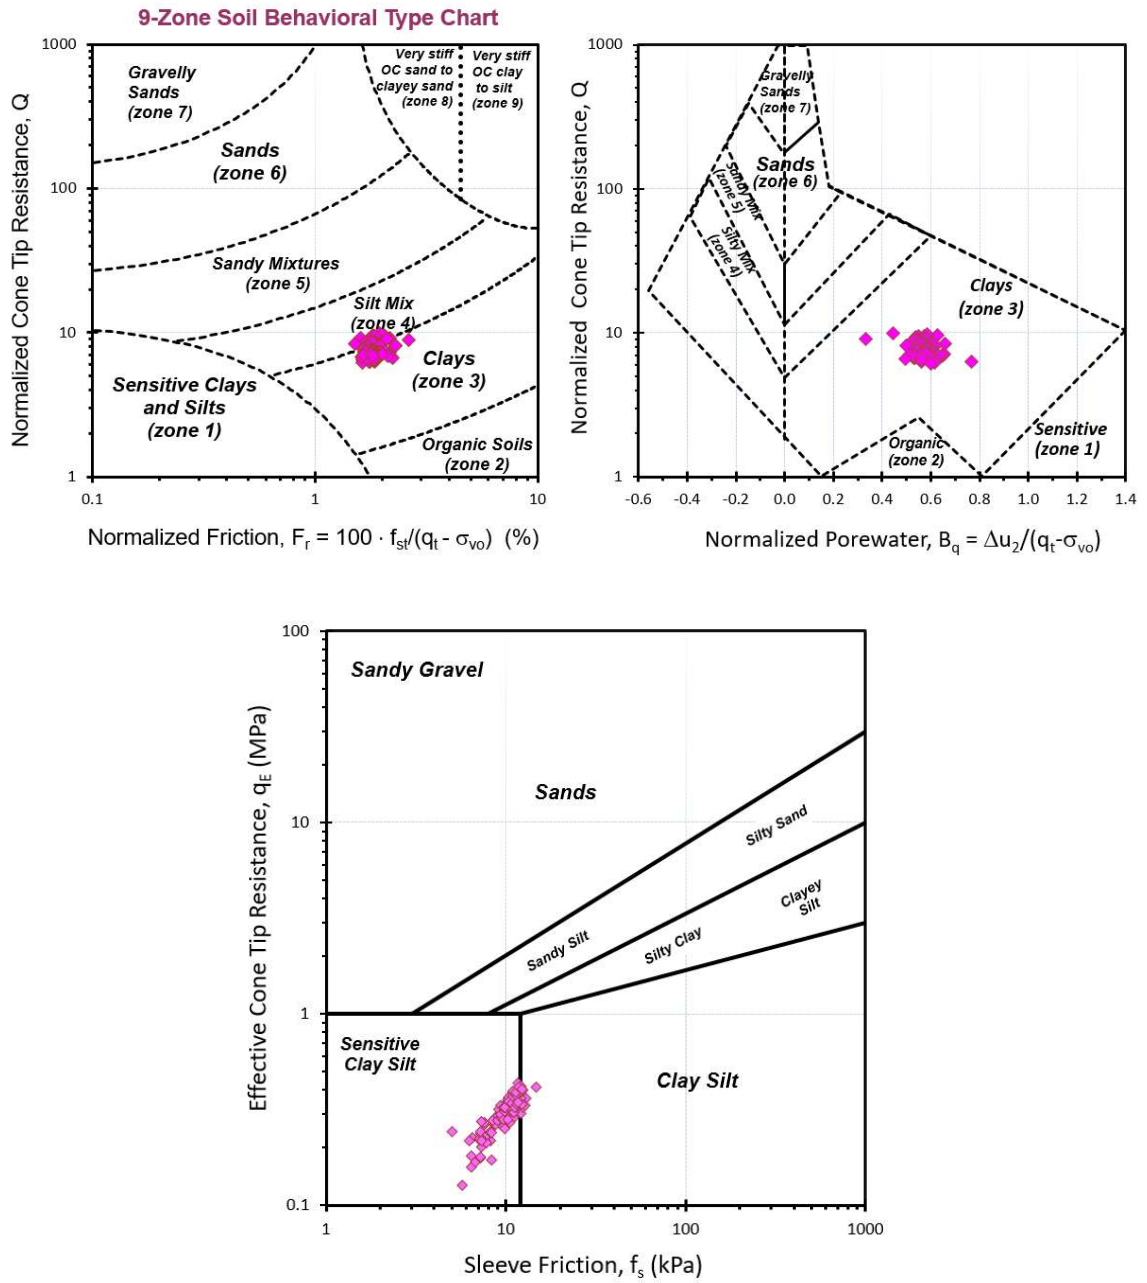 9-Zone Soil Behavioral Type Chart
Normalized Cone Tip Resistance, Q
1000
100
10
1
0.1
1
10
Gravelly
Sands
(zone 7)
Sands
(zone 6)
Very stiff
OC sand to
clayey sand
(zone 8)
Very stiff
OC clay
to silt
(zone 9)
Sandy Mixtures
(zone 5)
Silt Mix
(zone 4)
Clays
(zone 3)
Sensitive Clays
and Silts
(zone 1)
Organic Soils
(zone 2)
Normalized Friction, Fr = 100 · fst/(qt - σvo) (%)
Normalized Cone Tip Resistance, Q
1000
100
10
1
-0.6
-0.4
-0.2
0.0
0.2
0.4
0.6
0.8
1.0
1.2
1.4
Gravelly
Sands
(zone 7)
Sands
(zone 6)
Sandy Mix
(zone 5)
Silty Mix
(zone 4)
Clays
(zone 3)
Organic
(zone 2)
Sensitive
(zone 1)
Normalized Porewater, Bq = Δu2/(qt-σvo)
Effective Cone Tip Resistance, qE (MPa)
100
10
1
0.1
1
10
100
1000
Sandy Gravel
Sands
Silty Sand
Clayey
Silt
Sandy Silt
Silty Clay
Sensitive
Clay Silt
Clay Silt
Sleeve Friction, fs (kPa)